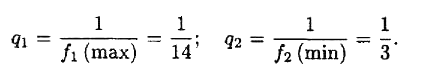 q₁ = 1 / f₁ (max) = 1/14; q₂ = 1 / f₂ (min) = 1/3.